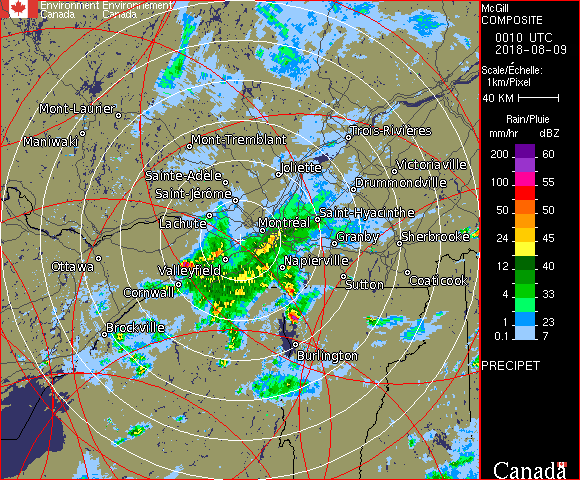 Environment Environnement
Canada Canada
Mont-Laurier
Maniwaki
Mont-Tremblant
Trois-Rivières
Sainte-Adèle
Joliette
Victoriaville
Saint-Jérôme
Drummondville
Lachute
Montréal
Saint-Hyacinthe
Granby
Sherbrooke
Ottawa
Valleyfield
Napierville
Cornwall
Sutton
Coaticook
Brockville
Burlington
McGill
COMPOSITE
0010 UTC
2018-08-09
Scale/Échelle:
1km/Pixel
40 KM
Rain/Pluie
mm/hr dBZ
200 60
100 55
50 50
24 45
12 40
4 33
2 23
0.1 7
PRECIPET
Canada